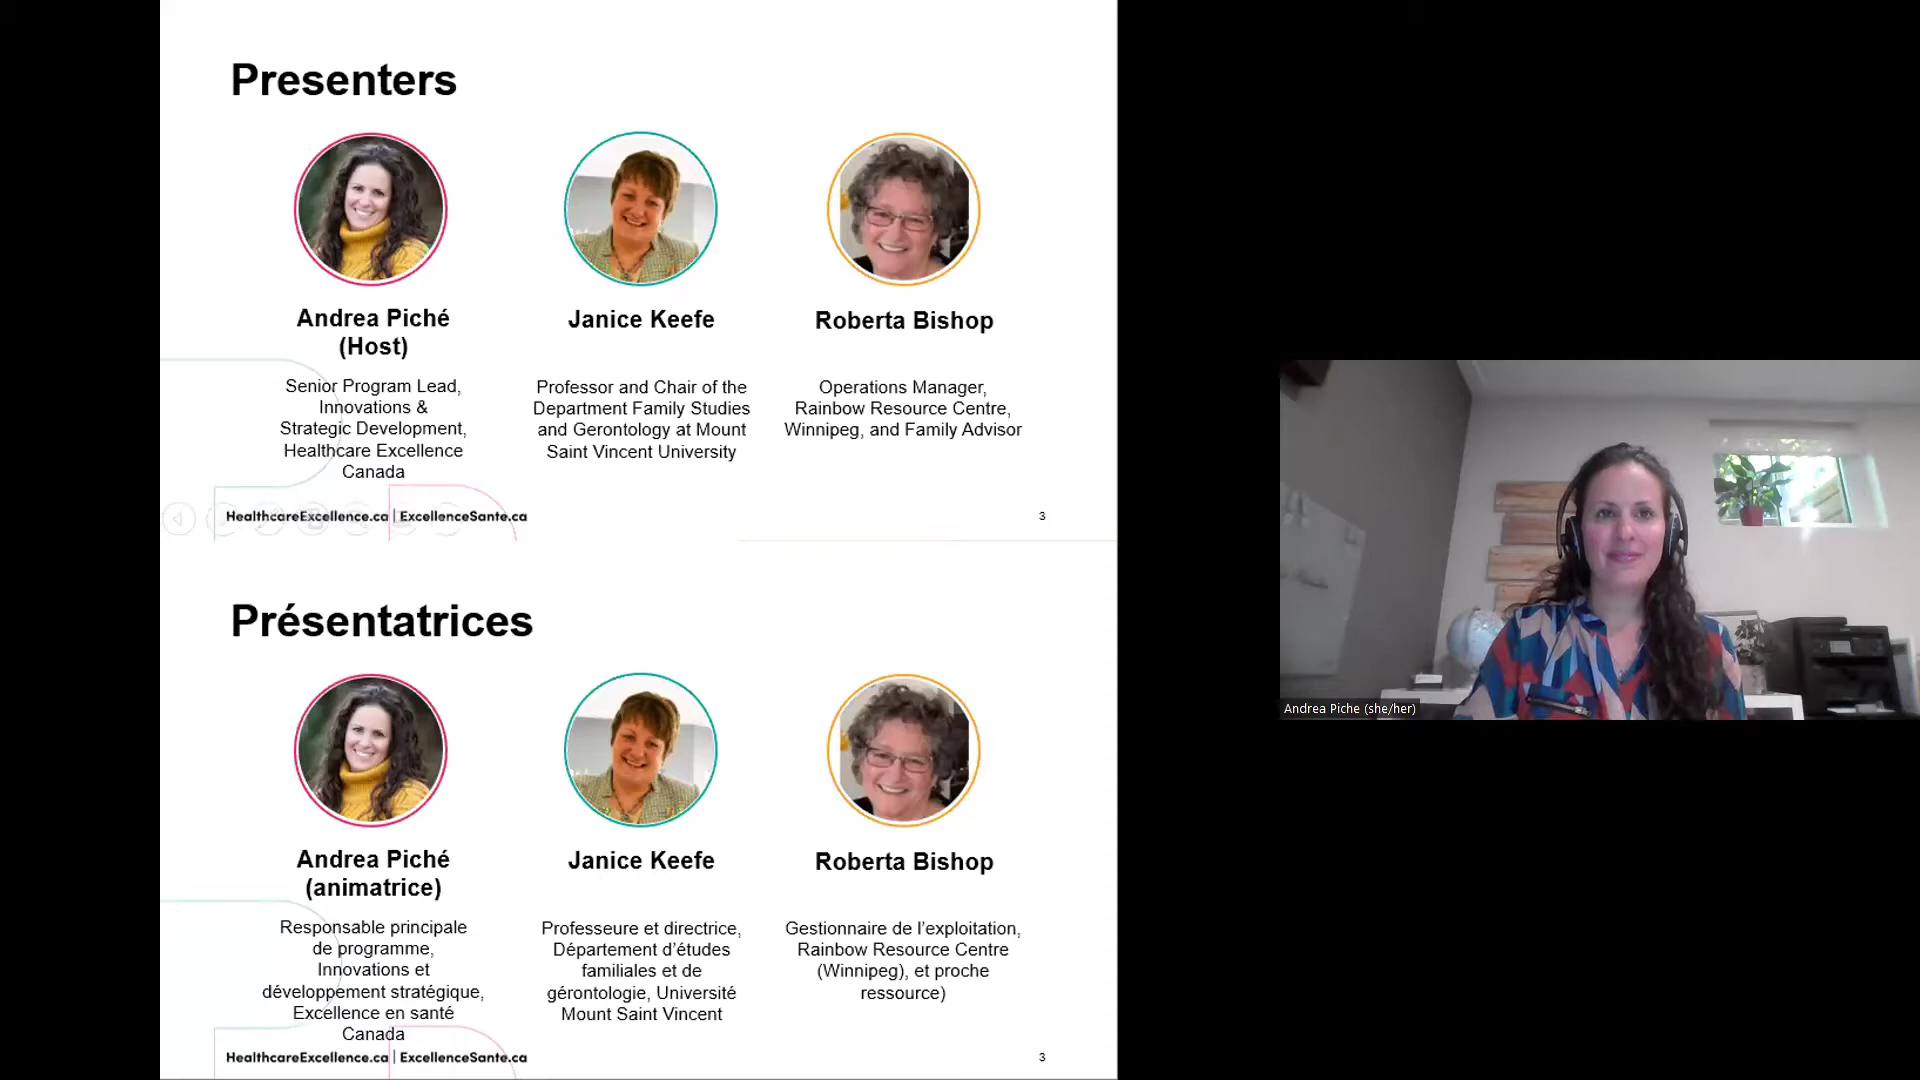 Presenters
Andrea Piché
(Host)
Senior Program Lead,
Innovations &
Strategic Development,
Healthcare Excellence
Canada
Janice Keefe
Professor and Chair of the
Department Family Studies
and Gerontology at Mount
Saint Vincent University
Roberta Bishop
Operations Manager,
Rainbow Resource Centre,
Winnipeg, and Family Advisor
HealthcareExcellence.ca | ExcellenceSante.ca
3
Présentatrices
Andrea Piché
(animatrice)
Responsable principale
de programme,
Innovations et
développement stratégique,
Excellence en santé
Canada
Janice Keefe
Professeure et directrice,
Département d’études
familiales et de
gérontologie, Université
Mount Saint Vincent
Roberta Bishop
Gestionnaire de l’exploitation,
Rainbow Resource Centre
(Winnipeg), et proche
ressource)
HealthcareExcellence.ca | ExcellenceSante.ca
3
Andrea Piche (she/her)